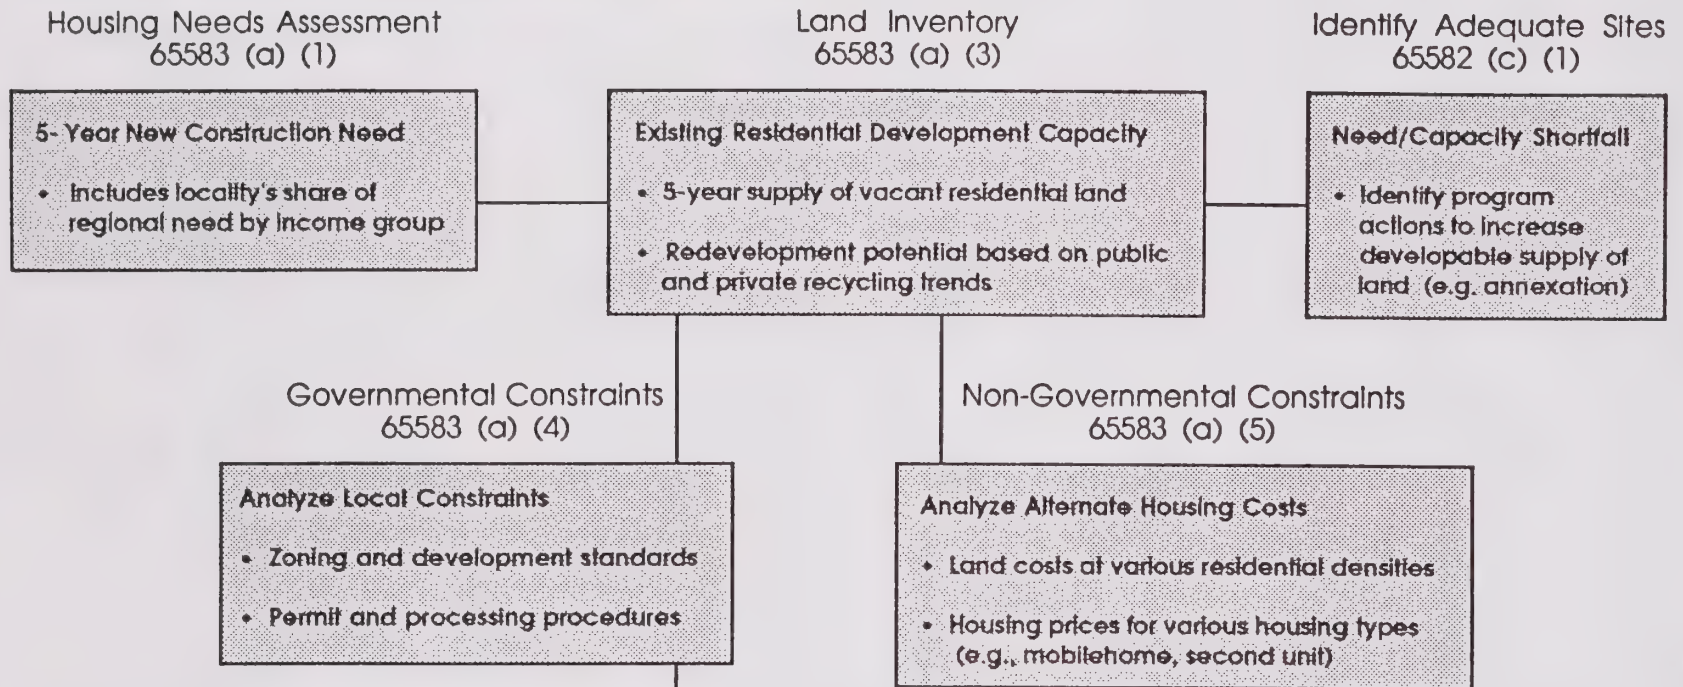 Housing Needs Assessment
65583 (a) (1)
5-Year New Construction Need
• Includes locality's share of
regional need by income group
Land Inventory
65583 (a) (3)
Existing Residential Development Capacity
• 5-year supply of vacant residential land
• Redevelopment potential based on public
and private recycling trends
Identify Adequate Sites
65582 (c) (1)
Need/Capacity Shortfall
• Identify program
actions to increase
developable supply of
land (e.g. annexation)
Governmental Constraints
65583 (a) (4)
Analyze Local Constraints
• Zoning and development standards
• Permit and processing procedures
Non-Governmental Constraints
65583 (a) (5)
Analyze Alternate Housing Costs
• Land costs at various residential densities
• Housing prices for various housing types
(e.g., mobilehome, second unit)